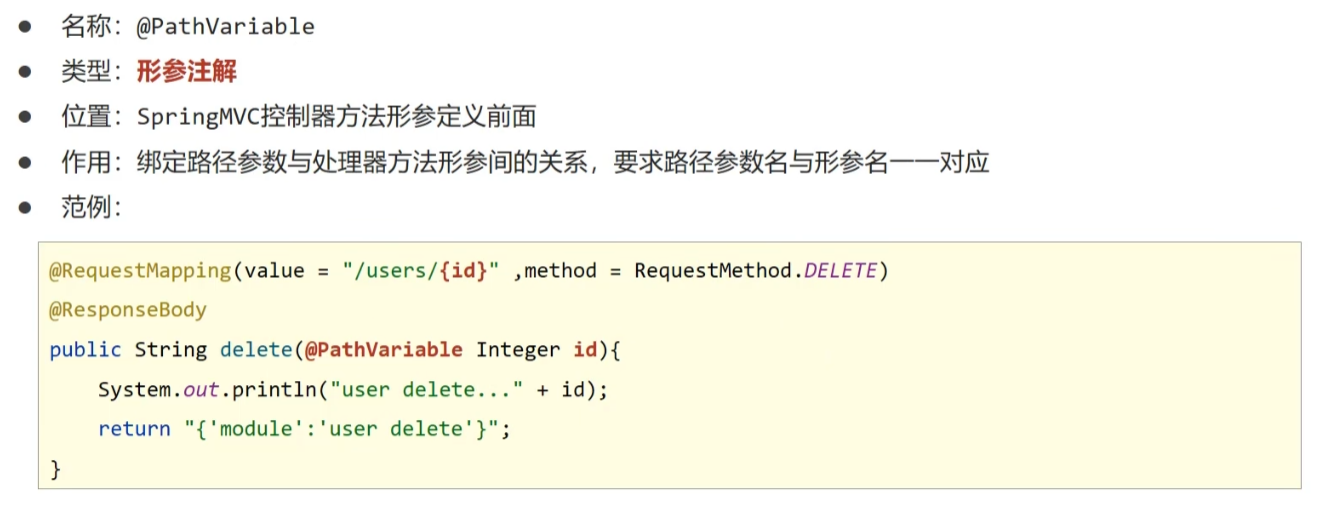 ● 名称：@PathVariable
● 类型：形参注解
● 位置：SpringMVC控制器方法形参定义前面
● 作用：绑定路径参数与处理器方法形参间的关系，要求路径参数名与形参名一一对应
● 范例：
@RequestMapping(value = "/users/{id}" ,method = RequestMethod.DELETE)
@ResponseBody
public String delete(@PathVariable Integer id){
    System.out.println("user delete..." + id);
    return "{'module':'user delete'}";
}